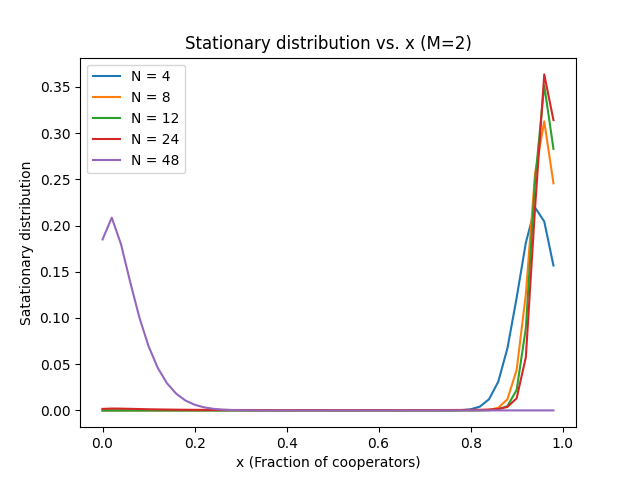 Stationary distribution vs. x (M=2)
Satationary distribution
0.35
0.30
0.25
0.20
0.15
0.10
0.05
0.00
N = 4
N = 8
N = 12
N = 24
N = 48
0.0 0.2 0.4 0.6 0.8 1.0
x (Fraction of cooperators)